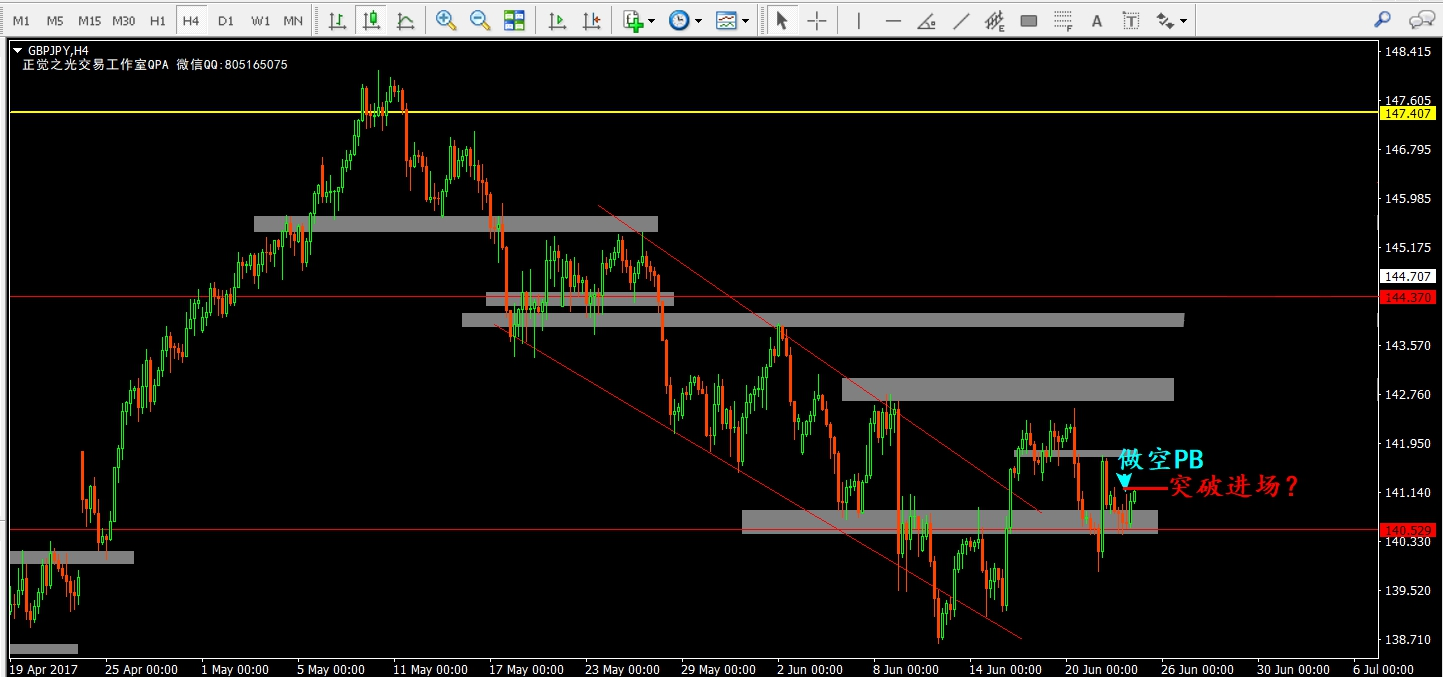 M1 M5 M15 M30 H1 H4 D1 W1 MN E F A T
GBPJPY,H4
正觉之光交易工作室QPA 微信QQ:805165075
148.415
147.605
147.407
146.795
145.985
145.175
144.707
144.370
143.570
142.760
141.950
做空PB
突破进场？
141.140
140.529
140.330
139.520
138.710
19 Apr 2017 25 Apr 00:00 1 May 00:00 5 May 00:00 11 May 00:00 17 May 00:00 23 May 00:00 29 May 00:00 2 Jun 00:00 8 Jun 00:00 14 Jun 00:00 20 Jun 00:00 26 Jun 00:00 30 Jun 00:00 6 Jul 00:00